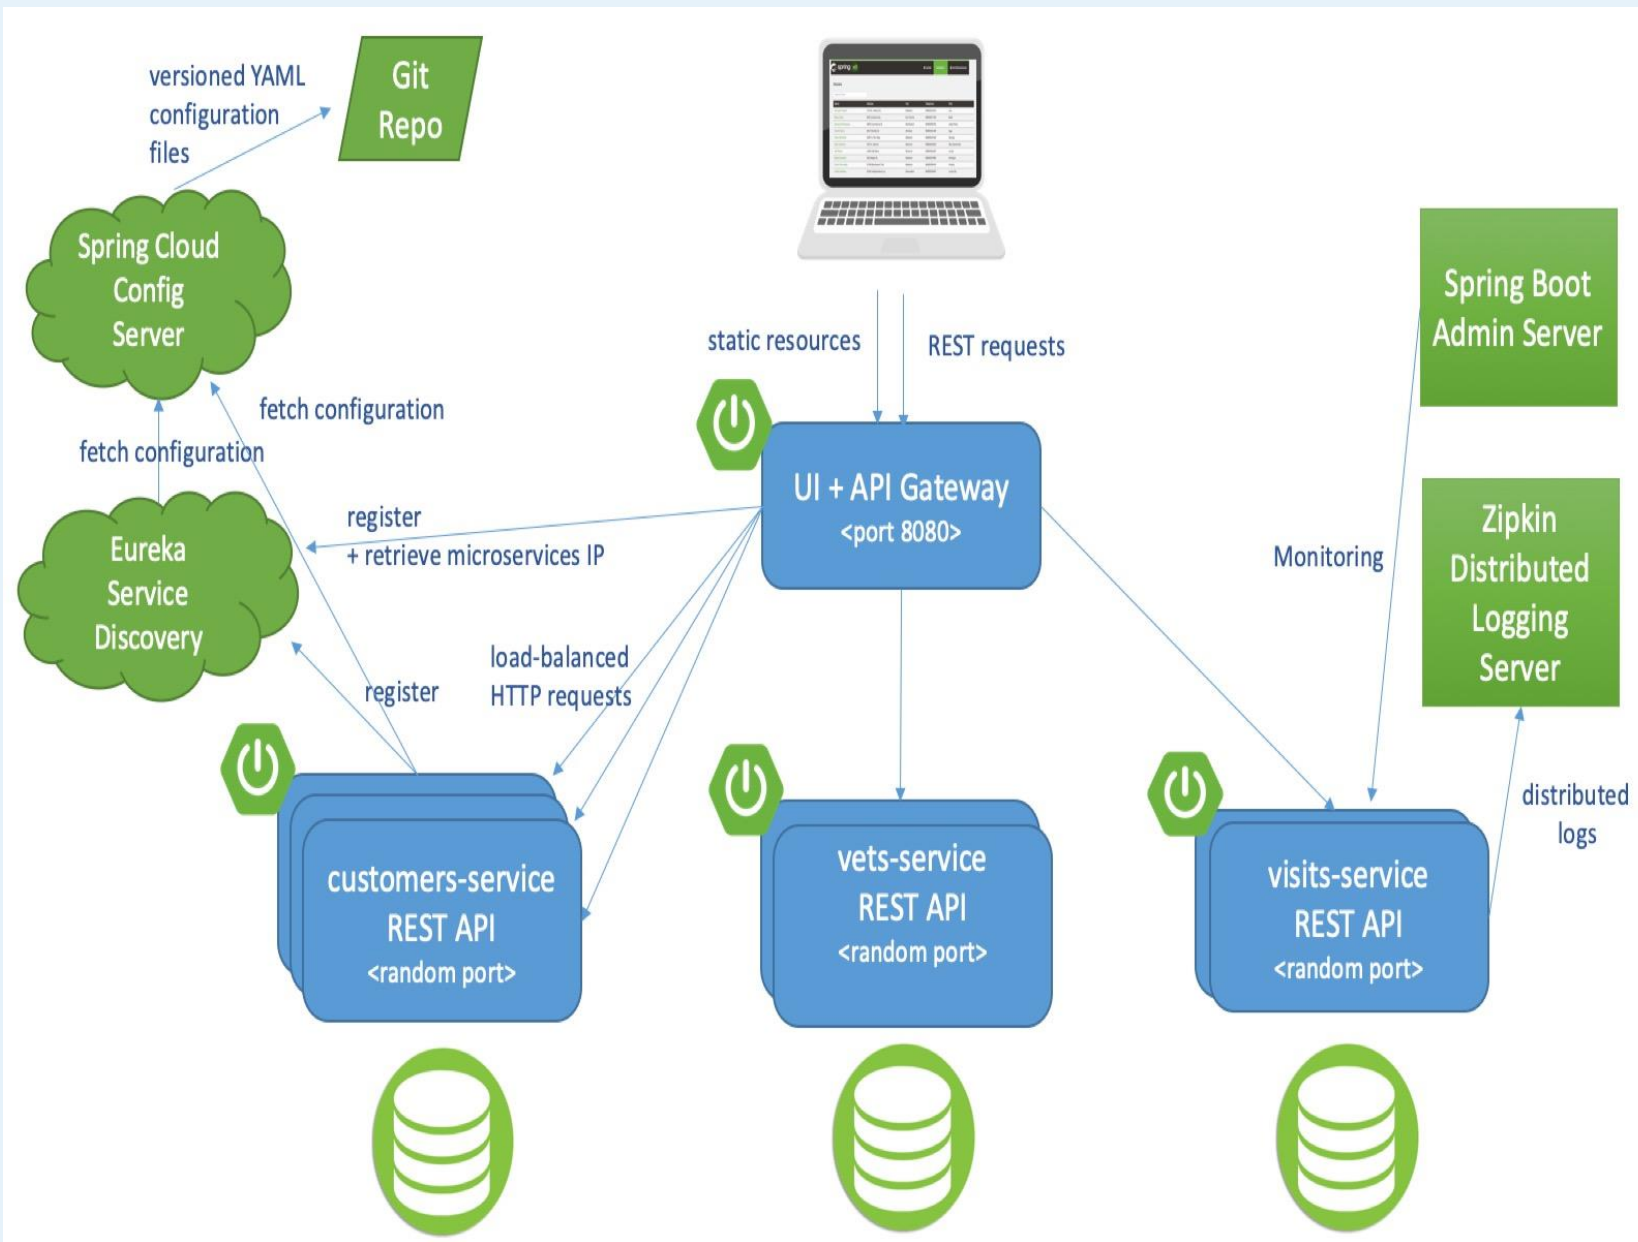 versioned YAML
configuration
files
Git
Repo
spring
Spring Cloud
Config
Server
static resources
REST requests
Spring Boot
Admin Server
fetch configuration
fetch configuration
UI + API Gateway
<port 8080>
register
+ retrieve microservices IP
Eureka
Service
Discovery
Monitoring
Zipkin
Distributed
Logging
Server
load-balanced
HTTP requests
register
distributed
logs
customers-service
REST API
<random port>
vets-service
REST API
<random port>
visits-service
REST API
<random port>